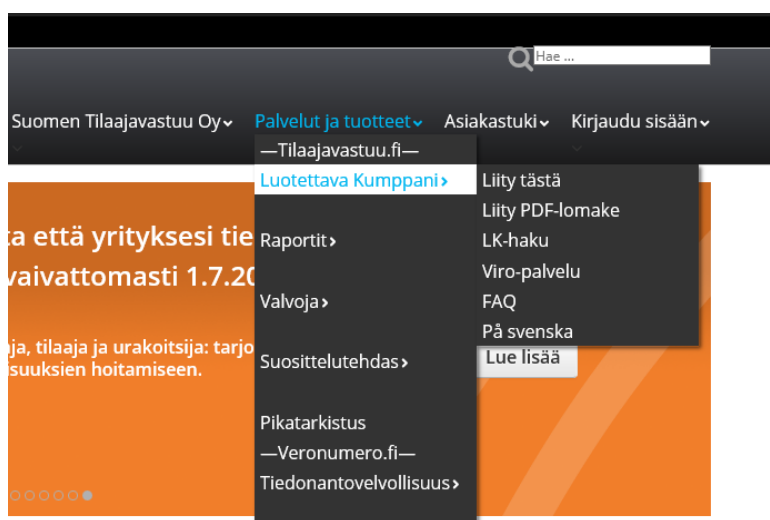 Hae ...
Suomen Tilaajavastuu Oy Palvelut ja tuotteet Asiakastuki Kirjaudu sisään
—Tilaajavastuu.fi—
Luotettava Kumppani
Liity tästä
Liity PDF-lomake
LK-haku
Viro-palvelu
FAQ
På svenska
Raportit
Valvoja
Suosittelutehdas
Pikatarkistus
—Veronumero.fi—
Tiedonantovelvollisuus
ta että yrityksesi tie
vaivattomasti 1.7.20
ja, tilaaja ja urakoitsija: tarjo
isuuksien hoitamiseen.
Lue lisää